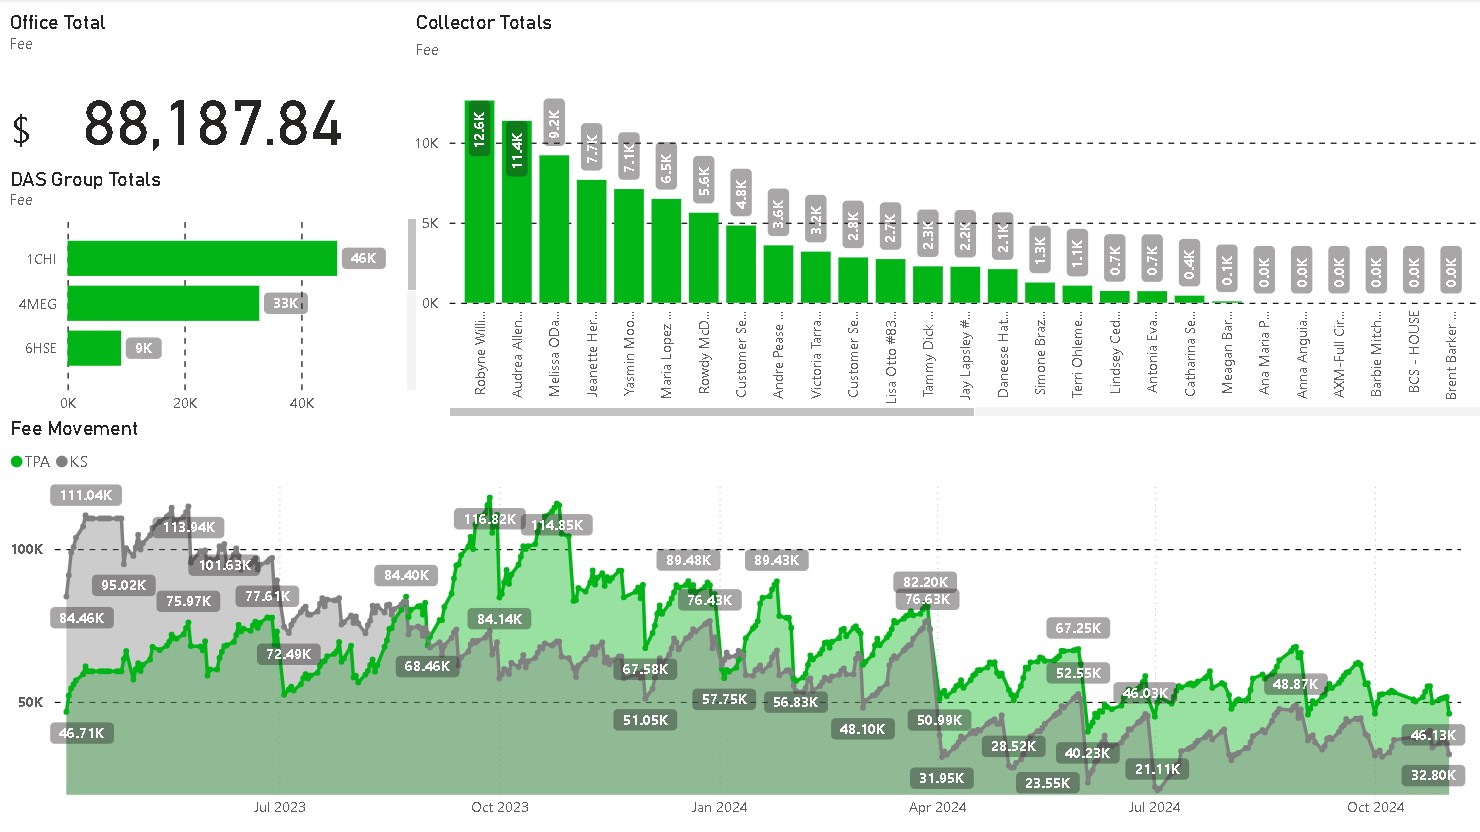 Office Total
Fee
$ 88,187.84
DAS Group Totals
Fee
1CHI 46K
4MEG 33K
6HSE 9K
0K 20K 40K
Collector Totals
Fee
10K
5K
0K
12.6K 11.4K 9.2K 7.7K 7.1K 6.5K 5.6K 4.8K 3.6K 3.2K 2.8K 2.7K 2.3K 2.2K 2.1K 1.3K 1.1K 0.7K 0.7K 0.4K 0.1K 0.0K 0.0K 0.0K 0.0K 0.0K 0.0K
Robyne Willi...
Audrea Allen...
Melissa ODa...
Jeanette Her...
Yasmin Moo...
Maria Lopez ...
Rowdy McD...
Customer Se...
Andre Pease ...
Victoria Tarra...
Customer Se...
Lisa Otto #83...
Tammy Dick ...
Jay Lapsley #...
Daneese Hat...
Simone Braz...
Terri Ohleme...
Lindsey Ced...
Antonia Eva...
Catharina Se...
Meagan Bar...
Ana Maria P...
Anna Anguia...
AXM-Full Cir...
Barbie Mitch...
BCS - HOUSE
Brent Barker ...
Fee Movement
TPA KS
100K
50K
111.04K
84.46K
46.71K
95.02K
113.94K
75.97K
101.63K
77.61K
72.49K
84.40K
68.46K
116.82K
84.14K
114.85K
67.58K
51.05K
89.48K
76.43K
57.75K
89.43K
56.83K
48.10K
82.20K
76.63K
50.99K
31.95K
28.52K
67.25K
52.55K
23.55K
40.23K
46.03K
21.11K
48.87K
46.13K
32.80K
Jul 2023 Oct 2023 Jan 2024 Apr 2024 Jul 2024 Oct 2024